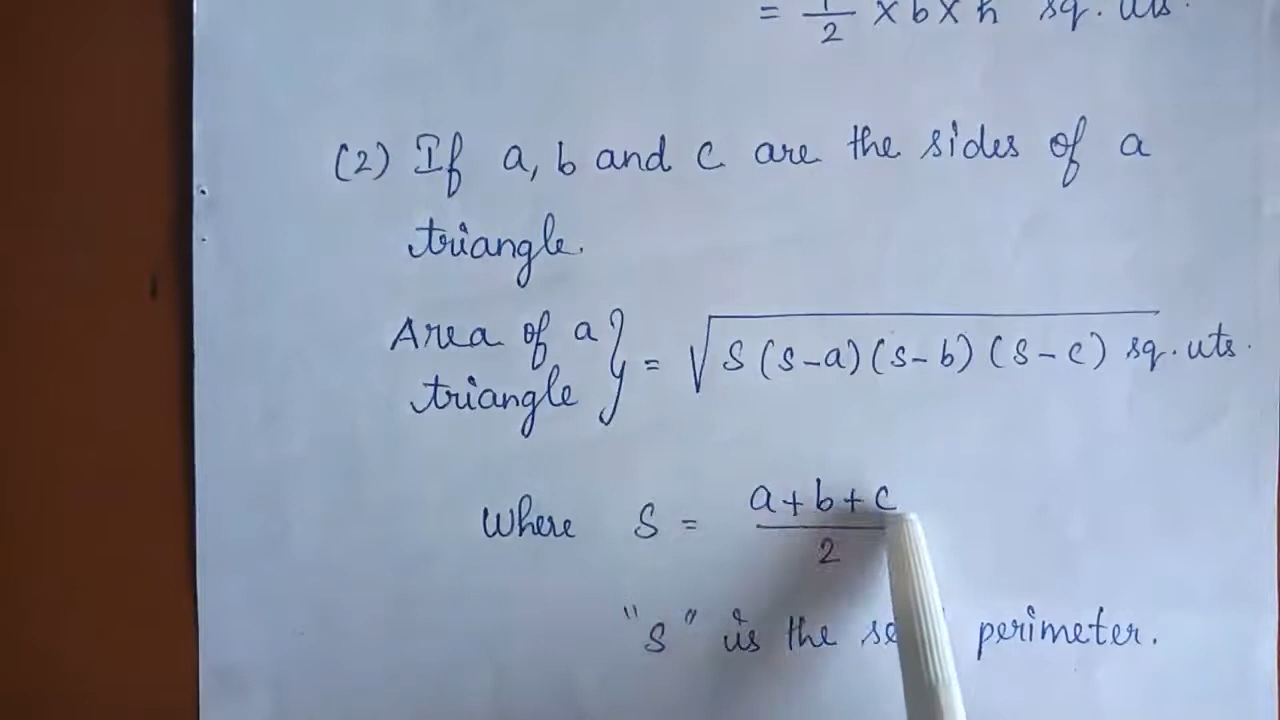 = 1/2 × b × h sq. uts.
(2) If a, b and c are the sides of a
triangle.
Area of a triangle } = √S(S-a)(S-b)(S-c) sq. uts.
Where S = a+b+c/2
"S" is the perimeter.